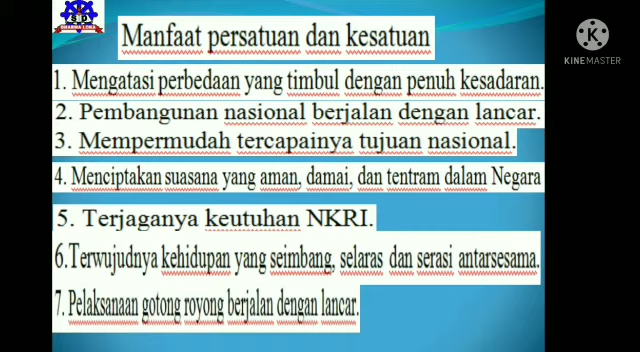 Manfaat persatuan dan kesatuan
KINEMASTER
1. Mengatasi perbedaan yang timbul dengan penuh kesadaran.
2. Pembangunan nasional berjalan dengan lancar.
3. Mempermudah tercapainya tujuan nasional.
4. Menciptakan suasana yang aman, damai, dan tentram dalam Negara
5. Terjaganya keutuhan NKRI.
6.Terwujudnya kehidupan yang seimbang, selaras dan serasi antarsesama.
7. Pelaksanaan gotong royong berjalan dengan lancar.